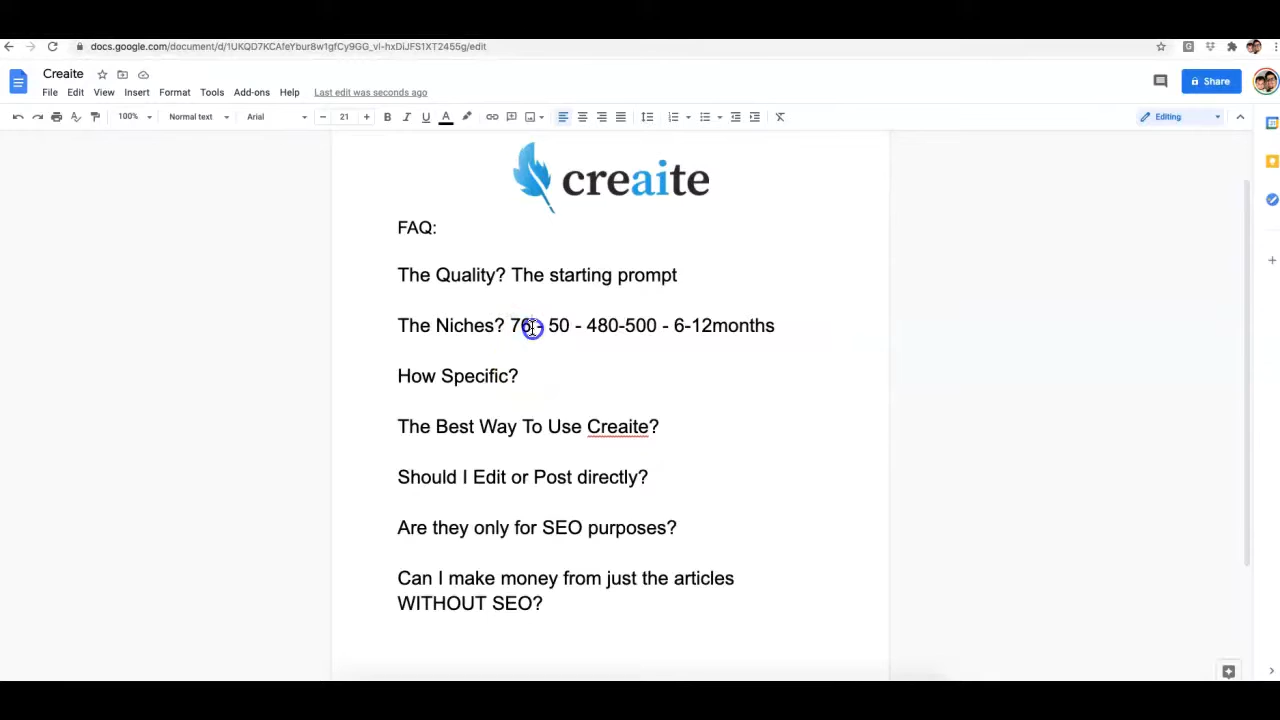 docs.google.com/document/d/1UKQD7KCAfeYbur8w1gfCy9GG_vl-hxDiJFS1XT2455g/edit
Creaite
Share
File Edit View Insert Format Tools Add-ons Help Last edit was seconds ago
100% Normal text Arial 21 B I U A Editing
creaite
FAQ:
The Quality? The starting prompt
The Niches? 76 - 50 - 480-500 - 6-12months
How Specific?
The Best Way To Use Creaite?
Should I Edit or Post directly?
Are they only for SEO purposes?
Can I make money from just the articles
WITHOUT SEO?